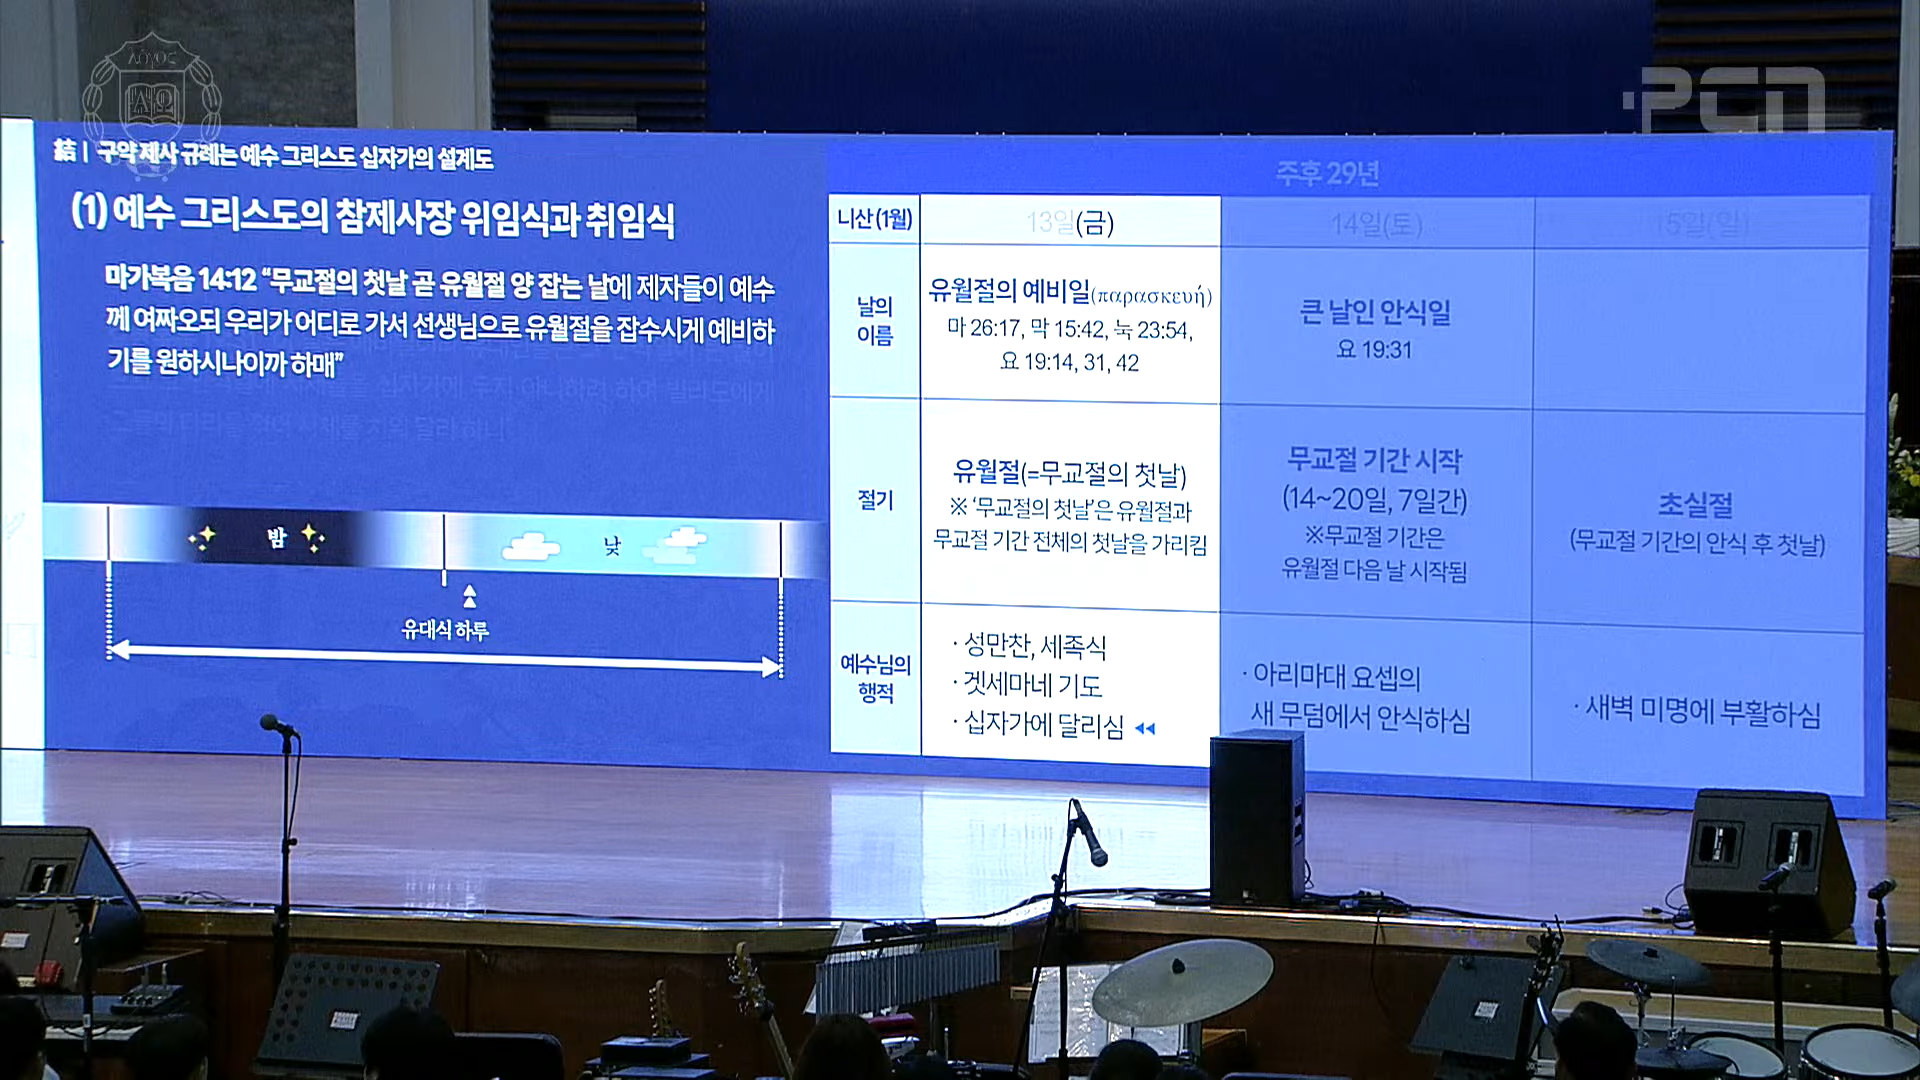 λόγος
ΑΩ
PCN
結 | 구약 제사 규례는 예수 그리스도 십자가의 설계도
(1) 예수 그리스도의 참제사장 위임식과 취임식
마가복음 14:12 “무교절의 첫날 곧 유월절 양 잡는 날에 제자들이 예수
께 여짜오되 우리가 어디로 가서 선생님으로 유월절을 잡수시게 예비하
기를 원하시나이까 하매”
밤
낮
유대식 하루
주후 29년
니산(1월)
13일(금)
14일(토)
15일(일)
날의
이름
유월절의 예비일(παρασκευή)
마 26:17, 막 15:42, 눅 23:54,
요 19:14, 31, 42
큰 날인 안식일
요 19:31
절기
유월절(=무교절의 첫날)
※ ‘무교절의 첫날’은 유월절과
무교절 기간 전체의 첫날을 가리킴
무교절 기간 시작
(14~20일, 7일간)
※무교절 기간은
유월절 다음 날 시작됨
초실절
(무교절 기간의 안식 후 첫날)
예수님의
행적
· 성만찬, 세족식
· 겟세마네 기도
· 십자가에 달리심
· 아리마대 요셉의
새 무덤에서 안식하심
· 새벽 미명에 부활하심